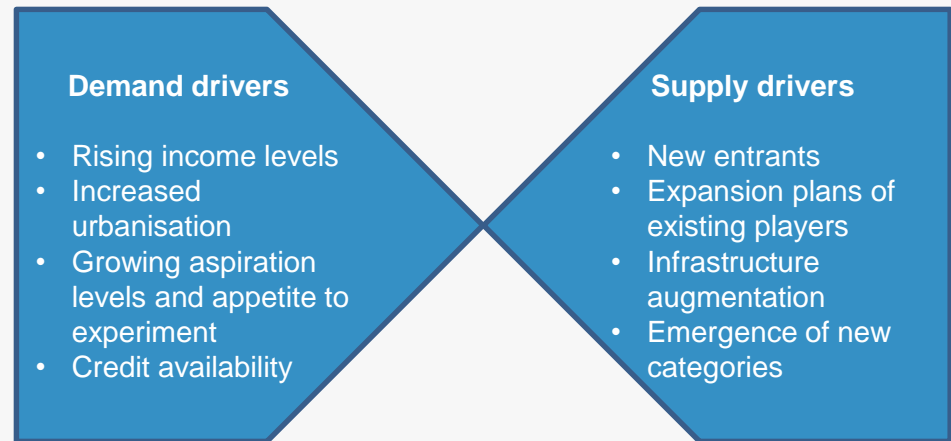 Demand drivers
• Rising income levels
• Increased
urbanisation
• Growing aspiration
levels and appetite to
experiment
• Credit availability
Supply drivers
• New entrants
• Expansion plans of
existing players
• Infrastructure
augmentation
• Emergence of new
categories